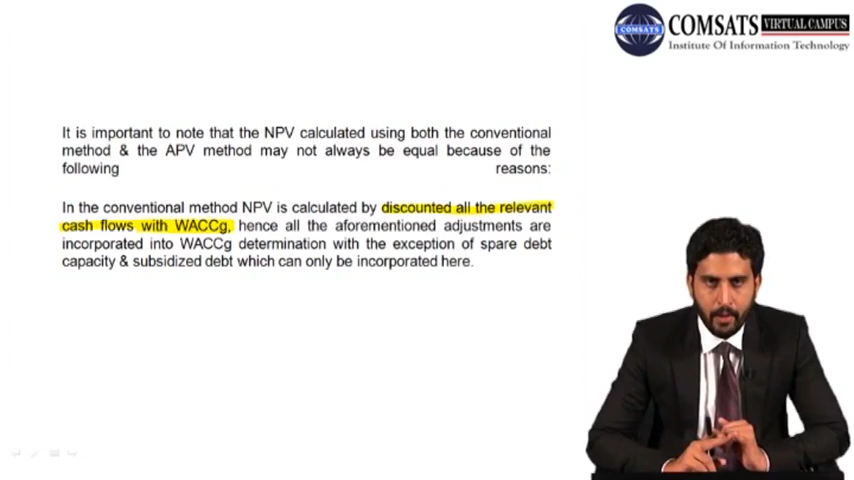 COMSATS VIRTUAL CAMPUS
Institute Of Information Technology
COMSATS
It is important to note that the NPV calculated using both the conventional
method & the APV method may not always be equal because of the
following reasons:
In the conventional method NPV is calculated by discounted all the relevant
cash flows with WACCg, hence all the aforementioned adjustments are
incorporated into WACCg determination with the exception of spare debt
capacity & subsidized debt which can only be incorporated here.